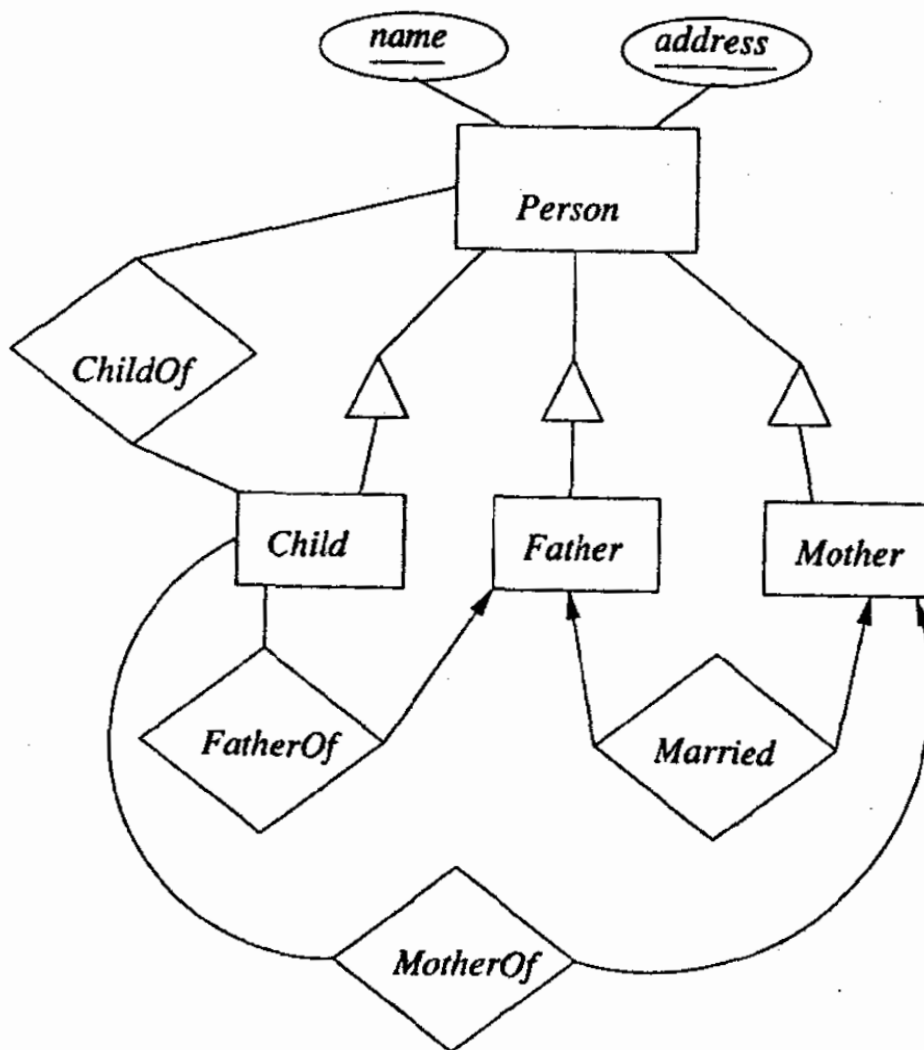 name
address
Person
ChildOf
Child
Father
Mother
FatherOf
Married
MotherOf